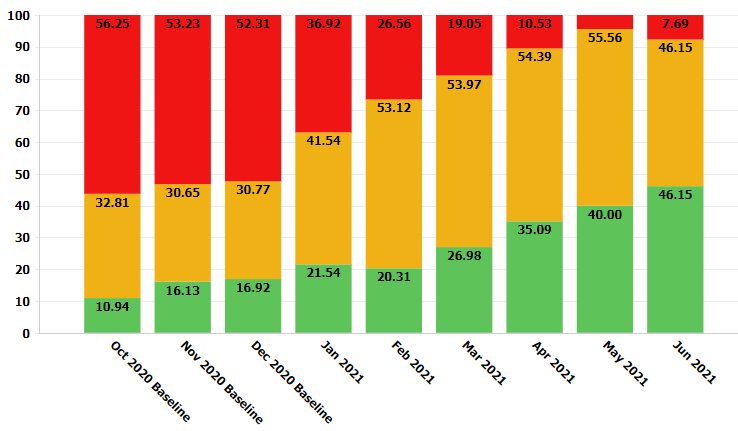 100
90
80
70
60
50
40
30
20
10
0
56.25 53.23 52.31 36.92 26.56 19.05 10.53 7.69
32.81 30.65 30.77 41.54 53.12 53.97 54.39 55.56 46.15
10.94 16.13 16.92 21.54 20.31 26.98 35.09 40.00 46.15
Oct 2020 Baseline
Nov 2020 Baseline
Dec 2020 Baseline
Jan 2021
Feb 2021
Mar 2021
Apr 2021
May 2021
Jun 2021